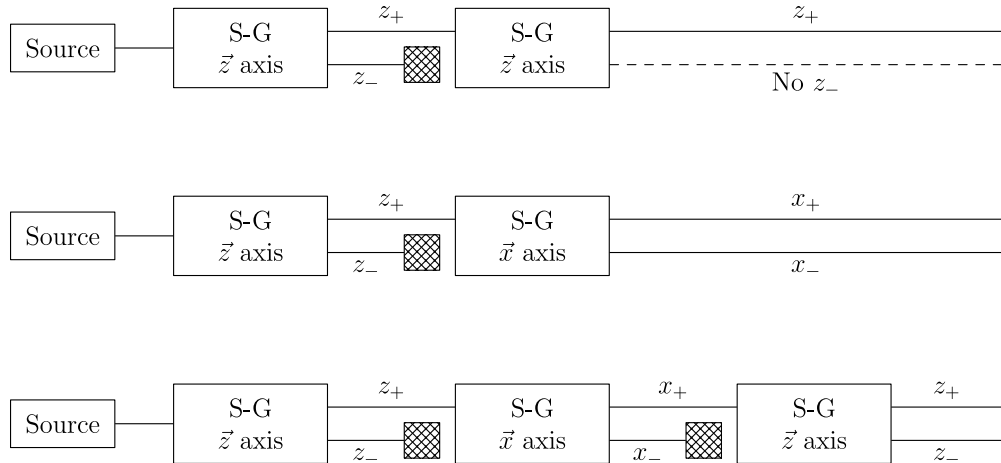 z₊ z₊
Source S-G z⃗ axis S-G z⃗ axis
z₋ No z₋
z₊ x₊
Source S-G z⃗ axis S-G x⃗ axis
z₋ x₋
z₊ x₊ z₊
Source S-G z⃗ axis S-G x⃗ axis S-G z⃗ axis
z₋ x₋ z₋